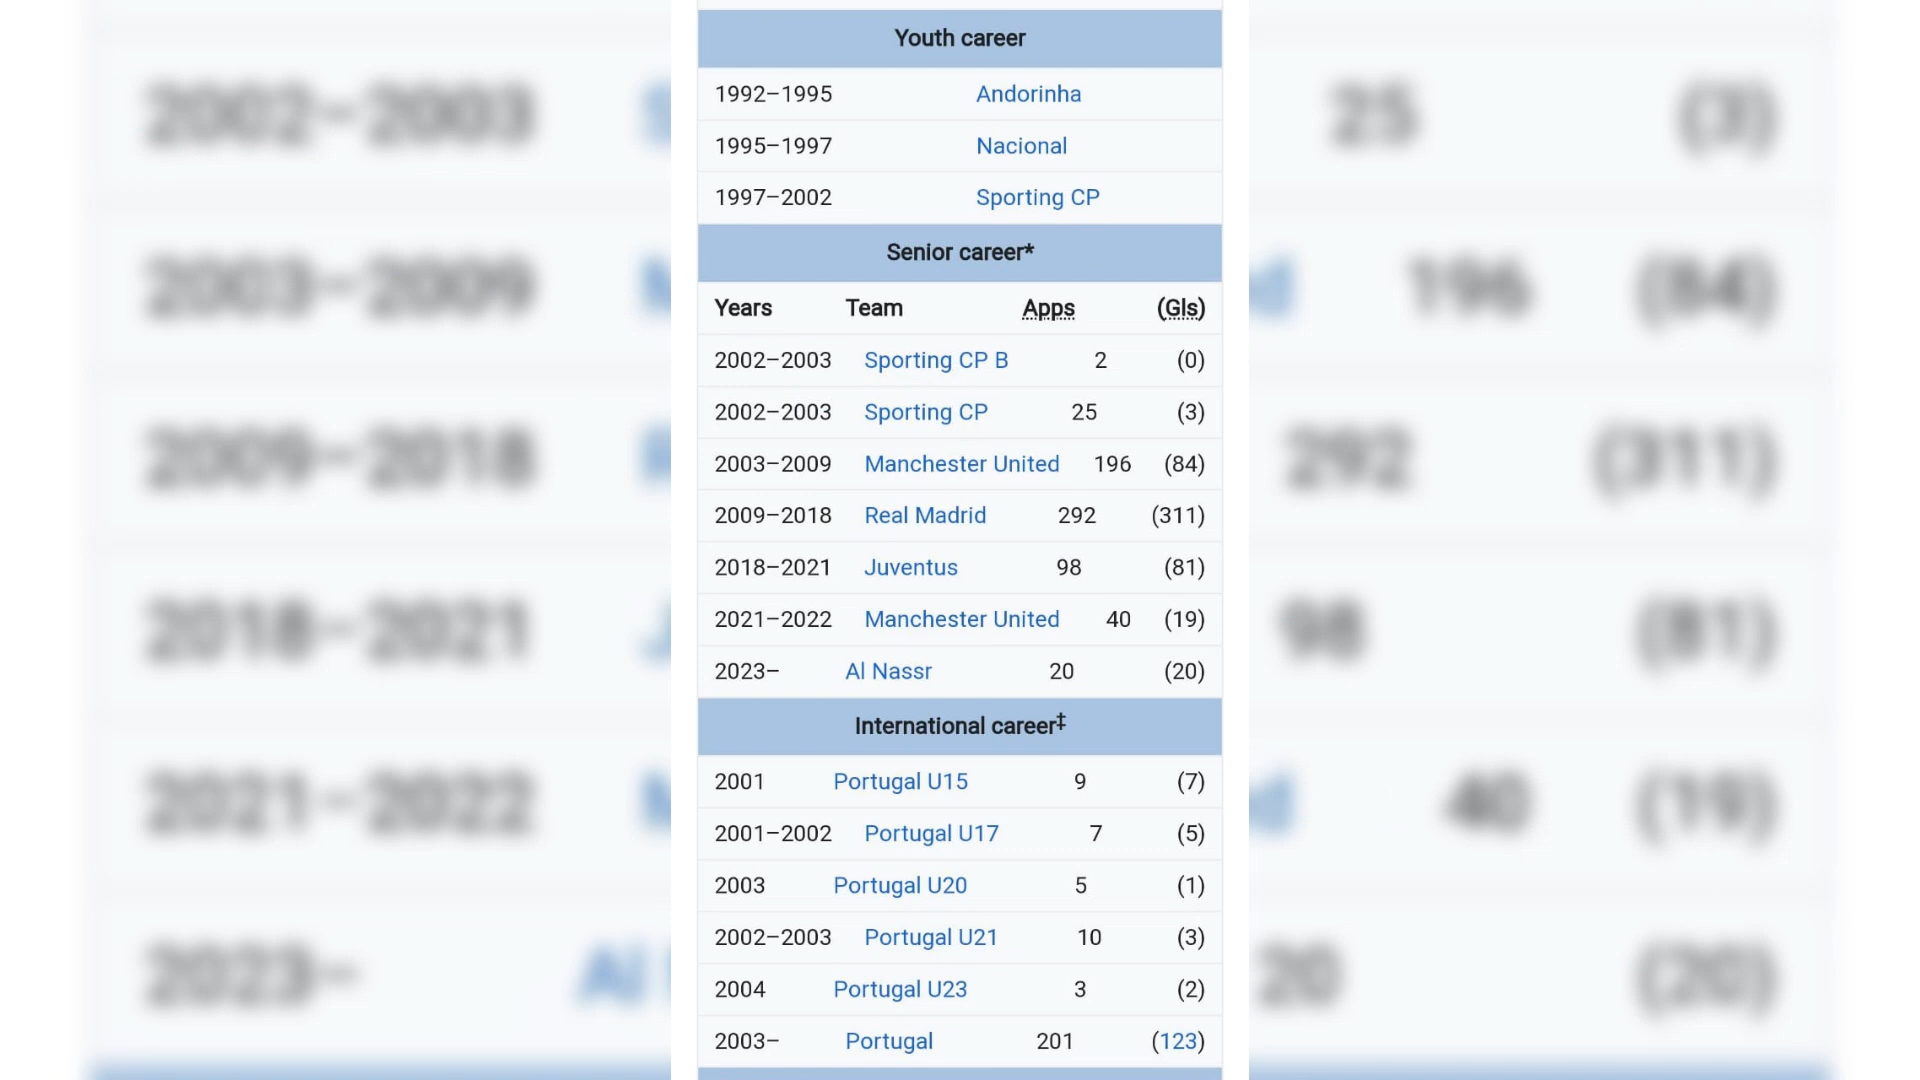 Youth career
1992–1995 Andorinha
1995–1997 Nacional
1997–2002 Sporting CP
Senior career*
Years Team Apps (Gls)
2002–2003 Sporting CP B 2 (0)
2002–2003 Sporting CP 25 (3)
2003–2009 Manchester United 196 (84)
2009–2018 Real Madrid 292 (311)
2018–2021 Juventus 98 (81)
2021–2022 Manchester United 40 (19)
2023– Al Nassr 20 (20)
International career‡
2001 Portugal U15 9 (7)
2001–2002 Portugal U17 7 (5)
2003 Portugal U20 5 (1)
2002–2003 Portugal U21 10 (3)
2004 Portugal U23 3 (2)
2003– Portugal 201 (123)